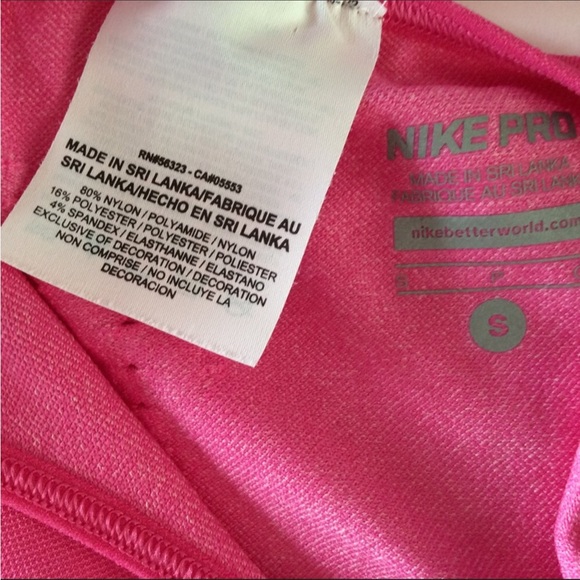 RN#56323 - CA#05553
MADE IN SRI LANKA/FABRIQUE AU
SRI LANKA/HECHO EN SRI LANKA
80% NYLON / POLYAMIDE / NYLON
16% POLYESTER / POLYESTER / POLIESTER
4% SPANDEX / ELASTHANNE / ELASTANO
EXCLUSIVE OF DECORATION / DECORATION
NON COMPRISE / NO INCLUYE LA
DECORACION
NIKE PRO
MADE IN SRI LANKA
FABRIQUE AU SRI LANKA
nikebetterworld.com
S